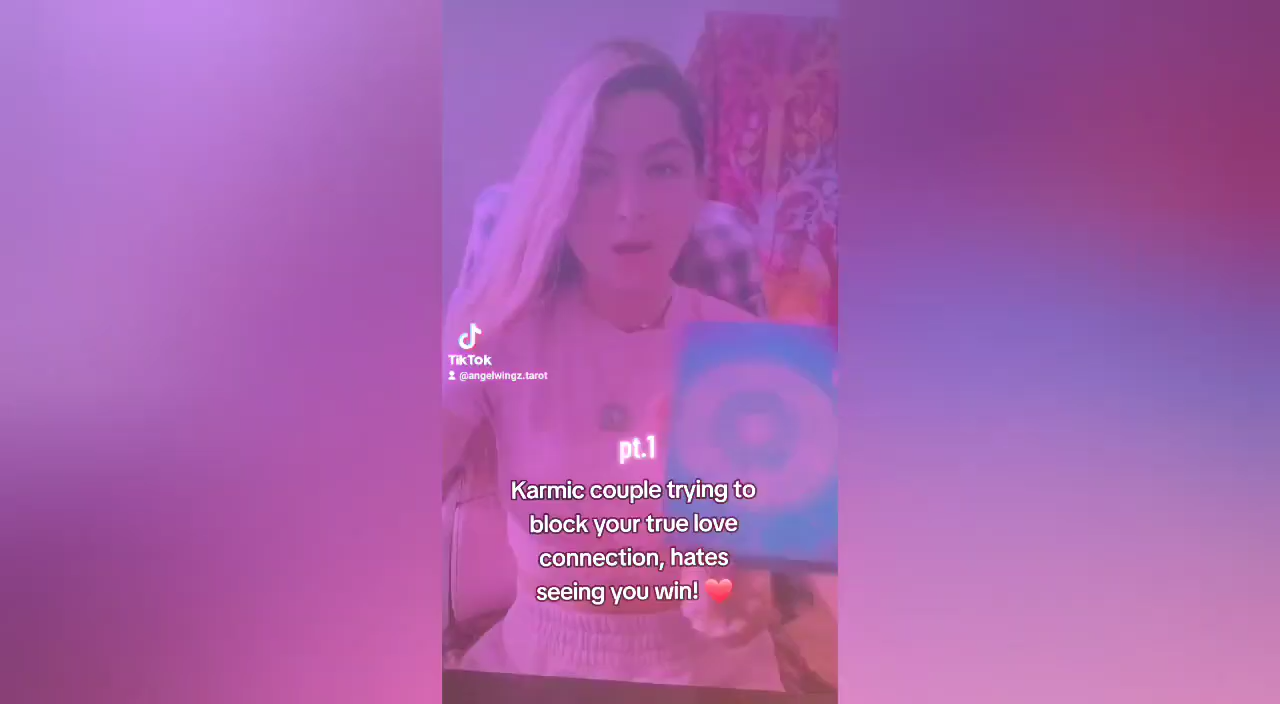 TikTok
@angelwingz.tarot
pt.1
Karmic couple trying to
block your true love
connection, hates
seeing you win! ❤️